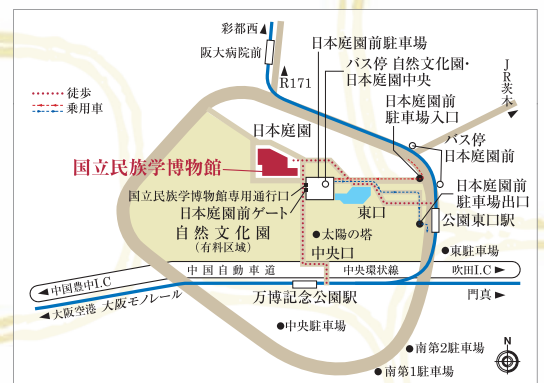 彩都西
阪大病院前
R171
日本庭園前駐車場
バス停 自然文化園・
日本庭園中央
JR茨木
徒歩
乗用車
日本庭園前
駐車場入口
日本庭園
バス停
日本庭園前
国立民族学博物館
国立民族学博物館専用通行口
日本庭園前ゲート
日本庭園前
駐車場出口
東口
公園東口駅
自然文化園
(有料区域)
太陽の塔
中央口
東駐車場
中国自動車道
中央環状線
吹田I.C
中国豊中I.C
大阪空港
大阪モノレール
万博記念公園駅
門真
中央駐車場
南第2駐車場
南第1駐車場
N